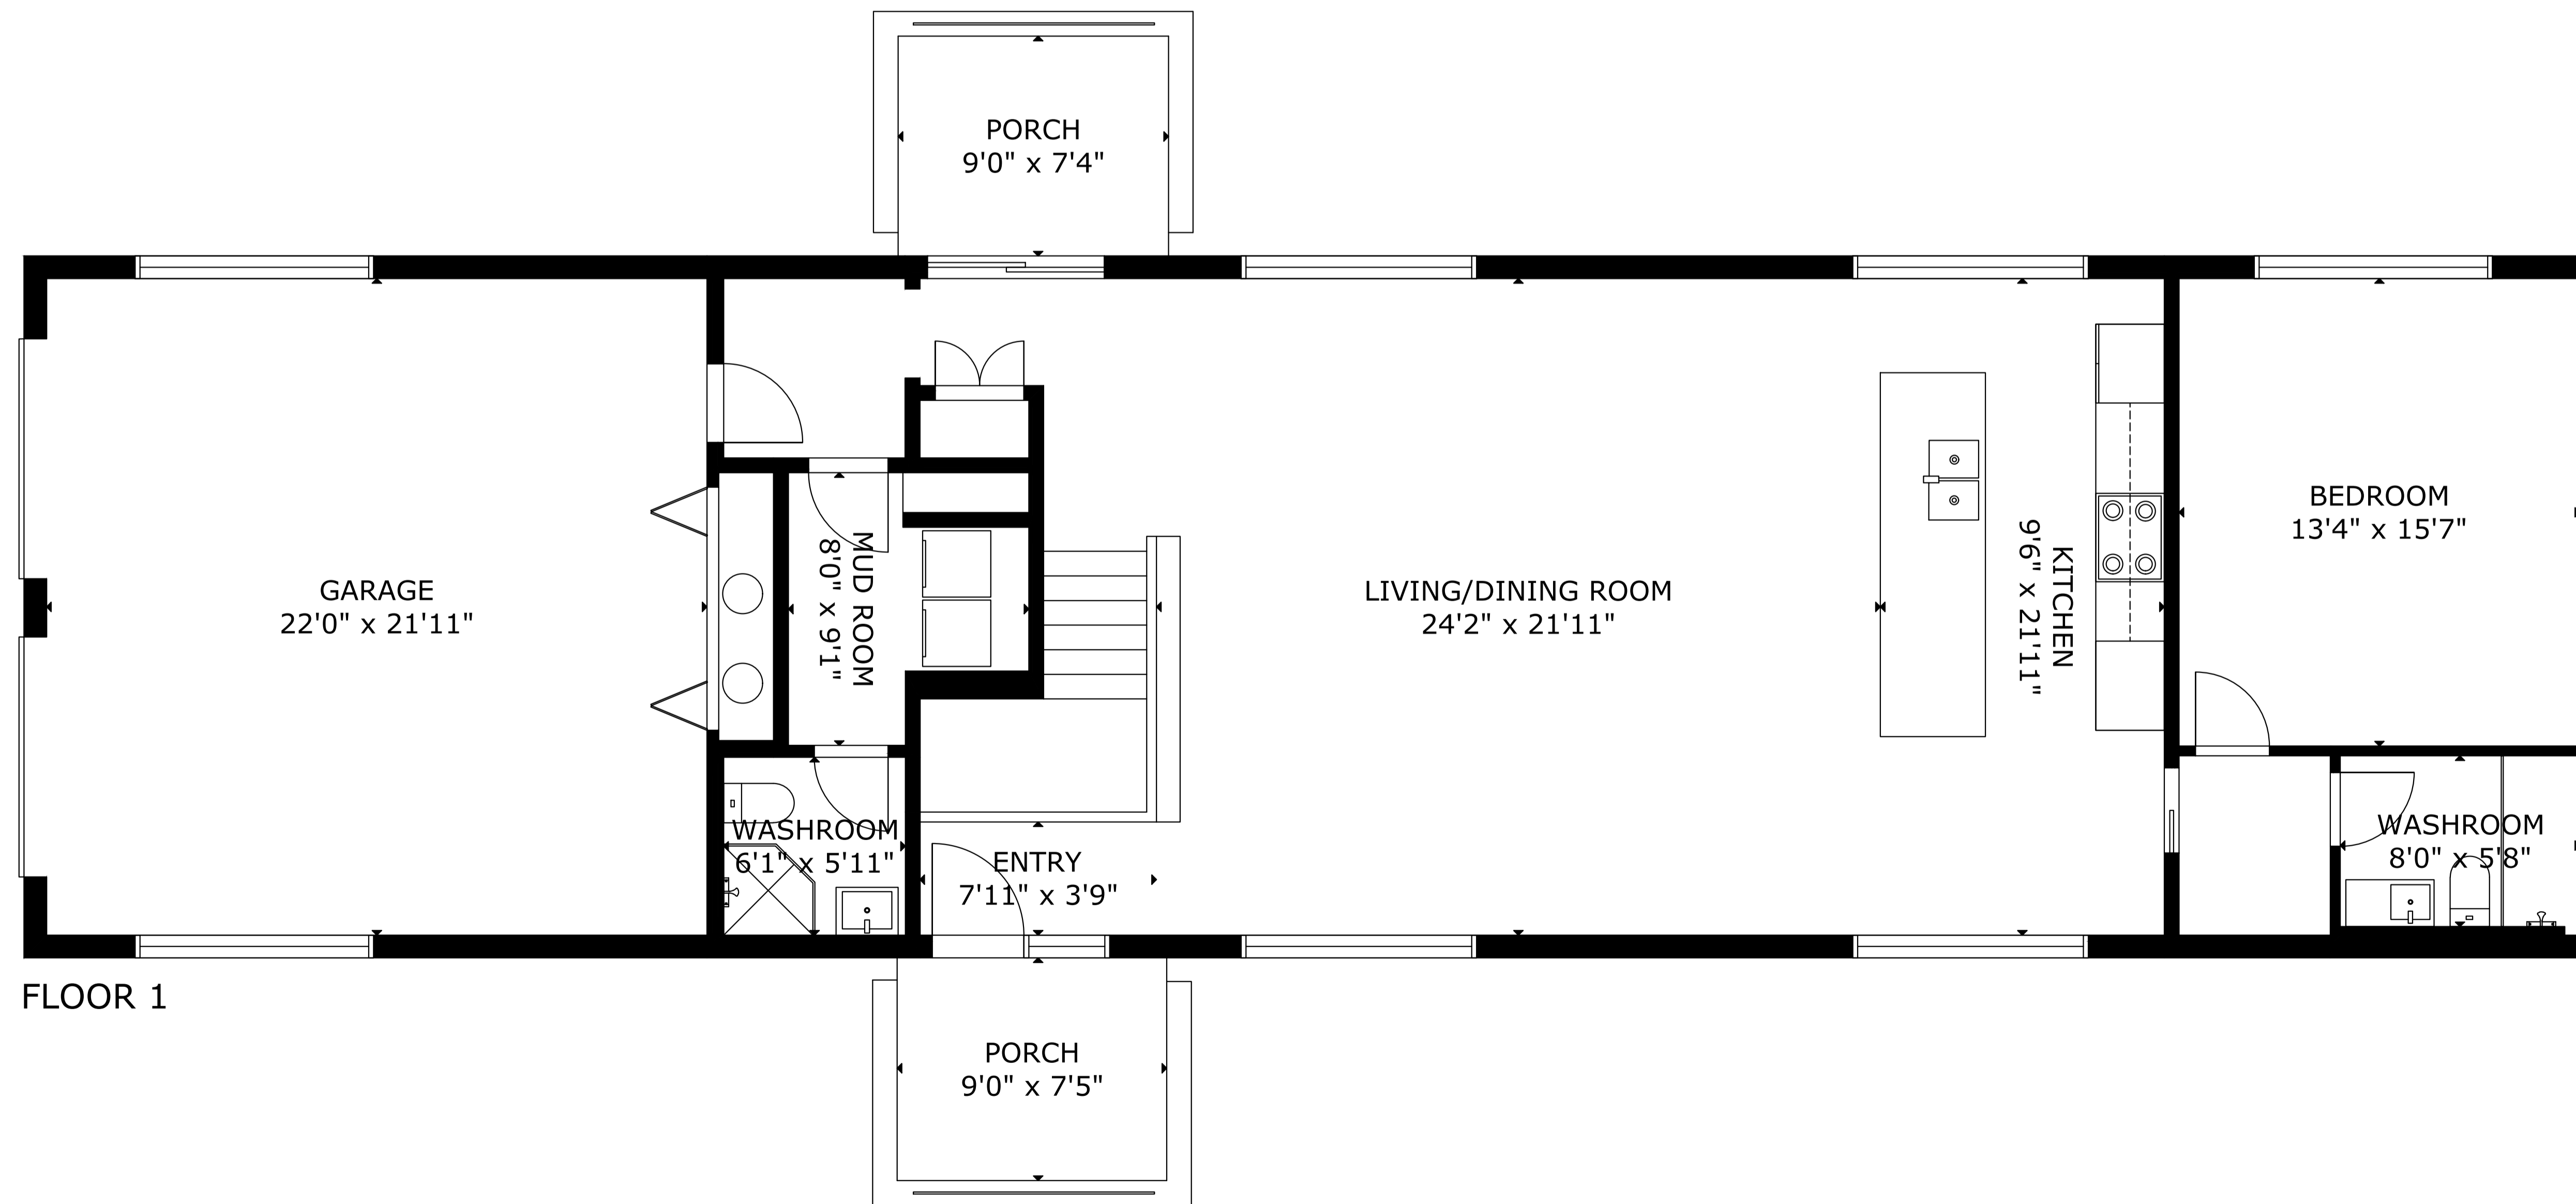 PORCH
9'0" x 7'4"
GARAGE
22'0" x 21'11"
MUD ROOM
8'0" x 9'1"
LIVING/DINING ROOM
24'2" x 21'11"
KITCHEN
9'6" x 21'11"
BEDROOM
13'4" x 15'7"
WASHROOM
6'1" x 5'11"
ENTRY
7'11" x 3'9"
WASHROOM
8'0" x 5'8"
FLOOR 1
PORCH
9'0" x 7'5"